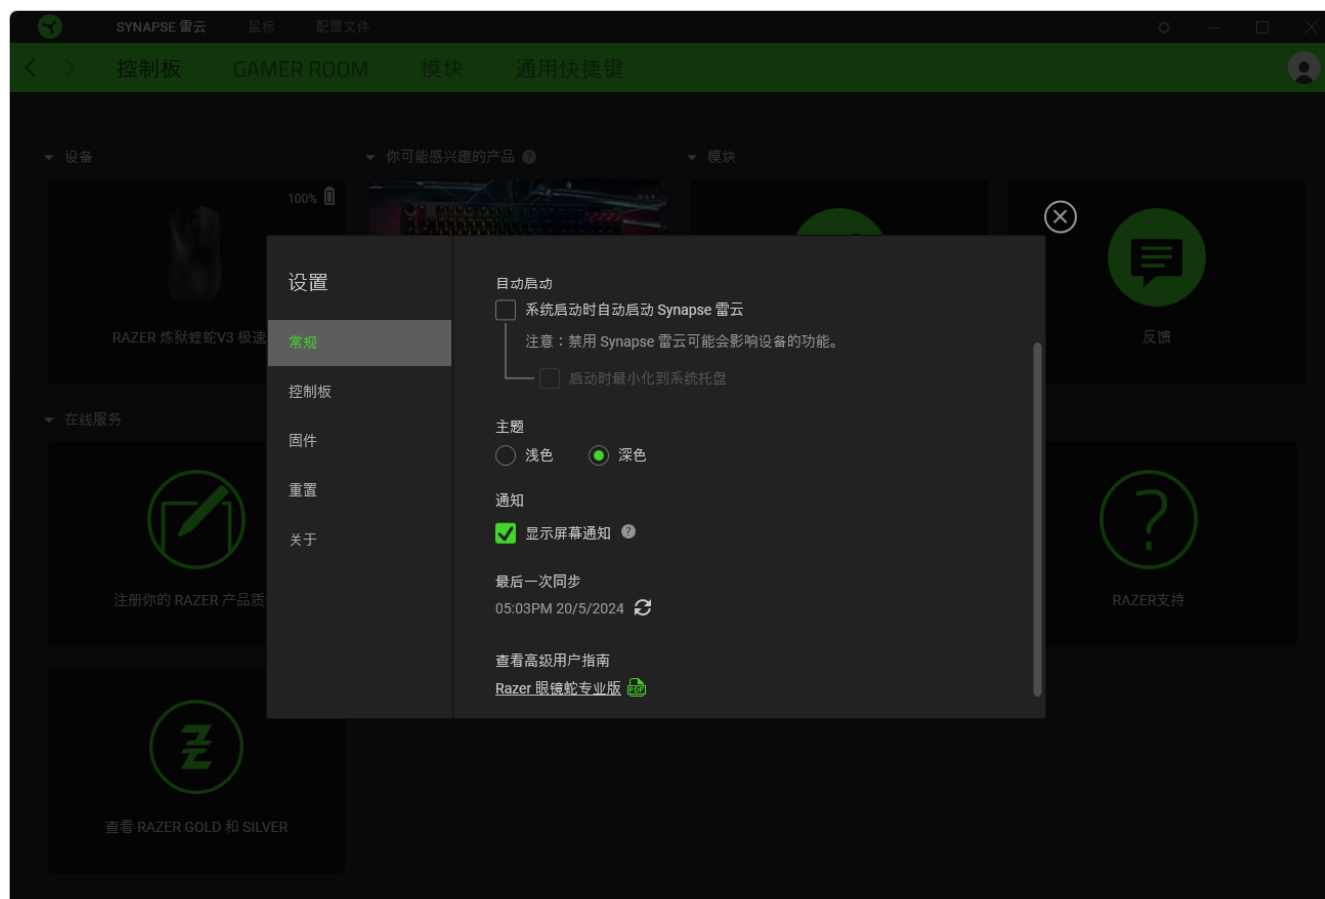 SYNAPSE 雷云 鼠标 配置文件
控制板 GAMER ROOM 模块 通用快捷键
设备
你可能感兴趣的产品 ?
模块
100%
RAZER 炼狱蝰蛇V3 极速
反馈
在线服务
注册你的 RAZER 产品质
RAZER支持
查看 RAZER GOLD 和 SILVER
设置
常规
控制板
固件
重置
关于
自动启动
系统启动时自动启动 Synapse 雷云
注意：禁用 Synapse 雷云可能会影响设备的功能。
启动时最小化到系统托盘
主题
浅色 深色
通知
显示屏幕通知 ?
最后一次同步
05:03PM 20/5/2024
查看高级用户指南
Razer 眼镜蛇专业版 PDF